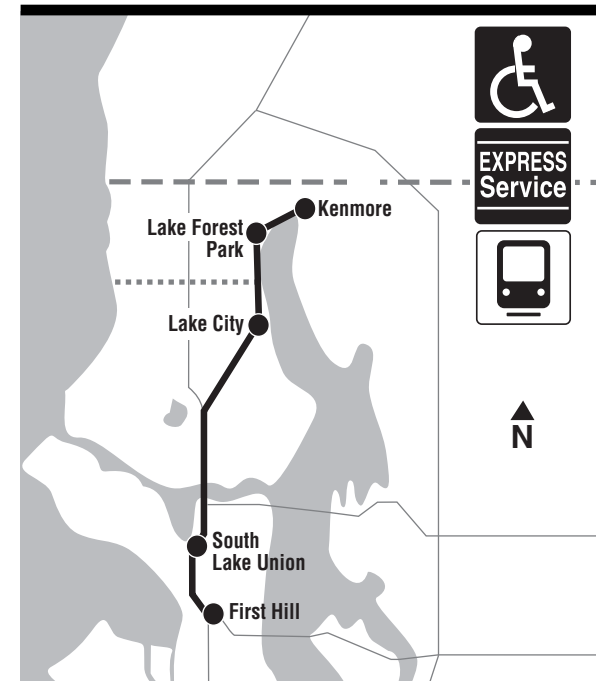 EXPRESS
Service
Kenmore
Lake Forest
Park
Lake City
N
South
Lake Union
First Hill